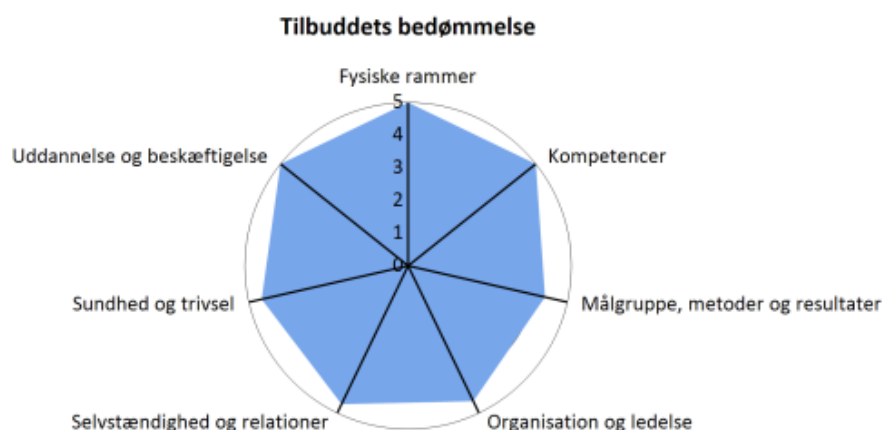 Tilbuddets bedømmelse
Fysiske rammer
5
4
3
2
1
0
Uddannelse og beskæftigelse
Kompetencer
Sundhed og trivsel
Målgruppe, metoder og resultater
Selvstændighed og relationer
Organisation og ledelse